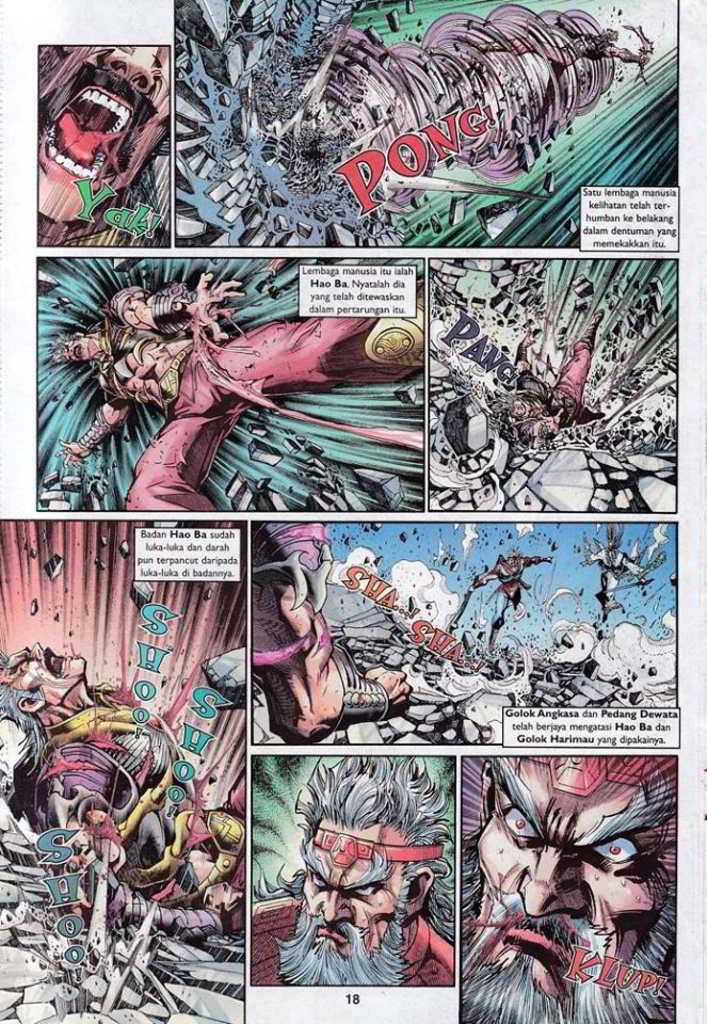 Yak!
PONG!
Satu lembaga manusia
kelihatan telah ter-
humban ke belakang
dalam dentuman yang
memekakkan itu.
Lembaga manusia itu ialah
Hao Ba. Nyatalah dia
yang telah ditewaskan
dalam pertarungan itu.
PANG!
Badan Hao Ba sudah
luka-luka dan darah
pun terpancut daripada
luka-luka di badannya.
SHOO!
SHOO!
SHOO!
SHA..! SHA..!
Golok Angkasa dan Pedang Dewata
telah berjaya mengatasi Hao Ba dan
Golok Harimau yang dipakainya.
KLUP!
18